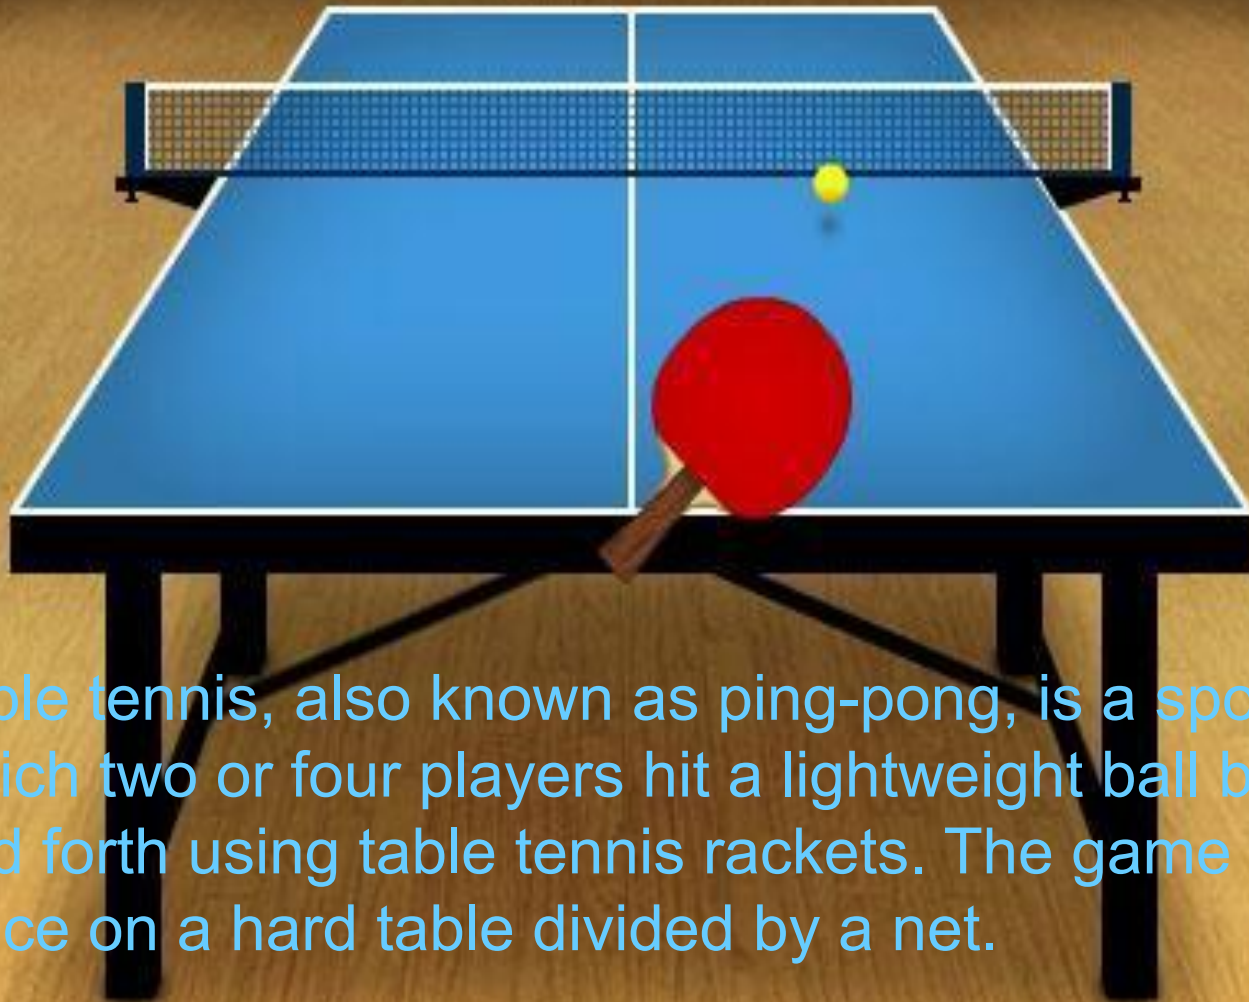 ble tennis, also known as ping-pong, is a spo
ich two or four players hit a lightweight ball b
d forth using table tennis rackets. The game
ce on a hard table divided by a net.